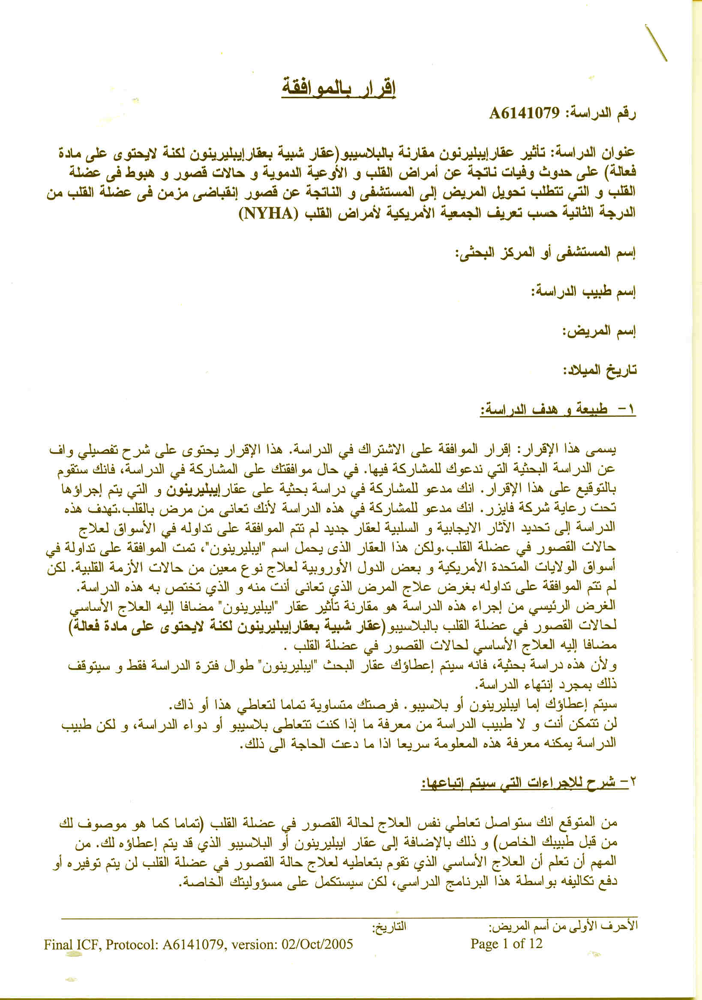 إقرار بالموافقة
رقم الدراسة: A6141079
عنوان الدراسة: تأثير عقار إيبليرنون مقارنة بالبلاسيبو(عقار شبية بعقار إيبليرينون لكنة لايحتوى على مادة
فعالة) على حدوث وفيات ناتجة عن أمراض القلب و الأوعية الدموية و حالات قصور و هبوط فى عضلة
القلب و التي تتطلب تحويل المريض إلى المستشفى و الناتجة عن قصور إنقباضى مزمن فى عضلة القلب من
الدرجة الثانية حسب تعريف الجمعية الأمريكية لأمراض القلب (NYHA)
إسم المستشفى أو المركز البحثى:
إسم طبيب الدراسة:
إسم المريض:
تاريخ الميلاد:
١- طبيعة و هدف الدراسة:
يسمى هذا الإقرار: إقرار الموافقة على الاشتراك في الدراسة. هذا الإقرار يحتوى على شرح تفصيلي واف
عن الدراسة البحثية التي ندعوك للمشاركة فيها. في حال موافقتك على المشاركة في الدراسة، فانك ستقوم
بالتوقيع على هذا الإقرار. انك مدعو للمشاركة في دراسة بحثية على عقار إيبليرينون و التي يتم إجراؤها
تحت رعاية شركة فايزر. انك مدعو للمشاركة في هذه الدراسة لأنك تعانى من مرض بالقلب.تهدف هذه
الدراسة إلى تحديد الآثار الايجابية و السلبية لعقار جديد لم تتم الموافقة على تداوله في الأسواق لعلاج
حالات القصور في عضلة القلب.ولكن هذا العقار الذى يحمل اسم "ايبليرينون"، تمت الموافقة على تداولة في
أسواق الولايات المتحدة الأمريكية و بعض الدول الأوروبية لعلاج نوع معين من حالات الأزمة القلبية. لكن
لم تتم الموافقة على تداوله بغرض علاج المرض الذي تعانى أنت منه و الذي تختص به هذه الدراسة.
الغرض الرئيسي من إجراء هذه الدراسة هو مقارنة تأثير عقار "ايبليرينون" مضافا إليه العلاج الأساسي
لحالات القصور في عضلة القلب بالبلاسيبو(عقار شبية بعقار إيبليرينون لكنة لايحتوى على مادة فعالة)
مضافا إليه العلاج الأساسي لحالات القصور في عضلة القلب .
ولأن هذه دراسة بحثية، فانه سيتم إعطاؤك عقار البحث "ايبليرينون" طوال فترة الدراسة فقط و سيتوقف
ذلك بمجرد إنتهاء الدراسة.
سيتم إعطاؤك إما ايبليرينون أو بلاسيبو. فرصتك متساوية تماما لتعاطي هذا أو ذاك.
لن تتمكن أنت و لا طبيب الدراسة من معرفة ما إذا كنت تتعاطى بلاسيبو أو دواء الدراسة، و لكن طبيب
الدراسة يمكنه معرفة هذه المعلومة سريعا اذا ما دعت الحاجة الى ذلك.
٢- شرح للاجراءات التي سيتم إتباعها:
من المتوقع انك ستواصل تعاطي نفس العلاج لحالة القصور في عضلة القلب (تماما كما هو موصوف لك
من قبل طبيبك الخاص) و ذلك بالإضافة إلى عقار ايبليرينون أو البلاسيبو الذي قد يتم إعطاؤه لك. من
المهم أن تعلم أن العلاج الأساسي الذي تقوم بتعاطيه لعلاج حالة القصور في عضلة القلب لن يتم توفيره أو
دفع تكاليفه بواسطة هذا البرنامج الدراسي، لكن سيستكمل على مسؤوليتك الخاصة.
الأحرف الأولى من أسم المريض: التاريخ:
Final ICF, Protocol: A6141079, version: 02/Oct/2005 Page 1 of 12